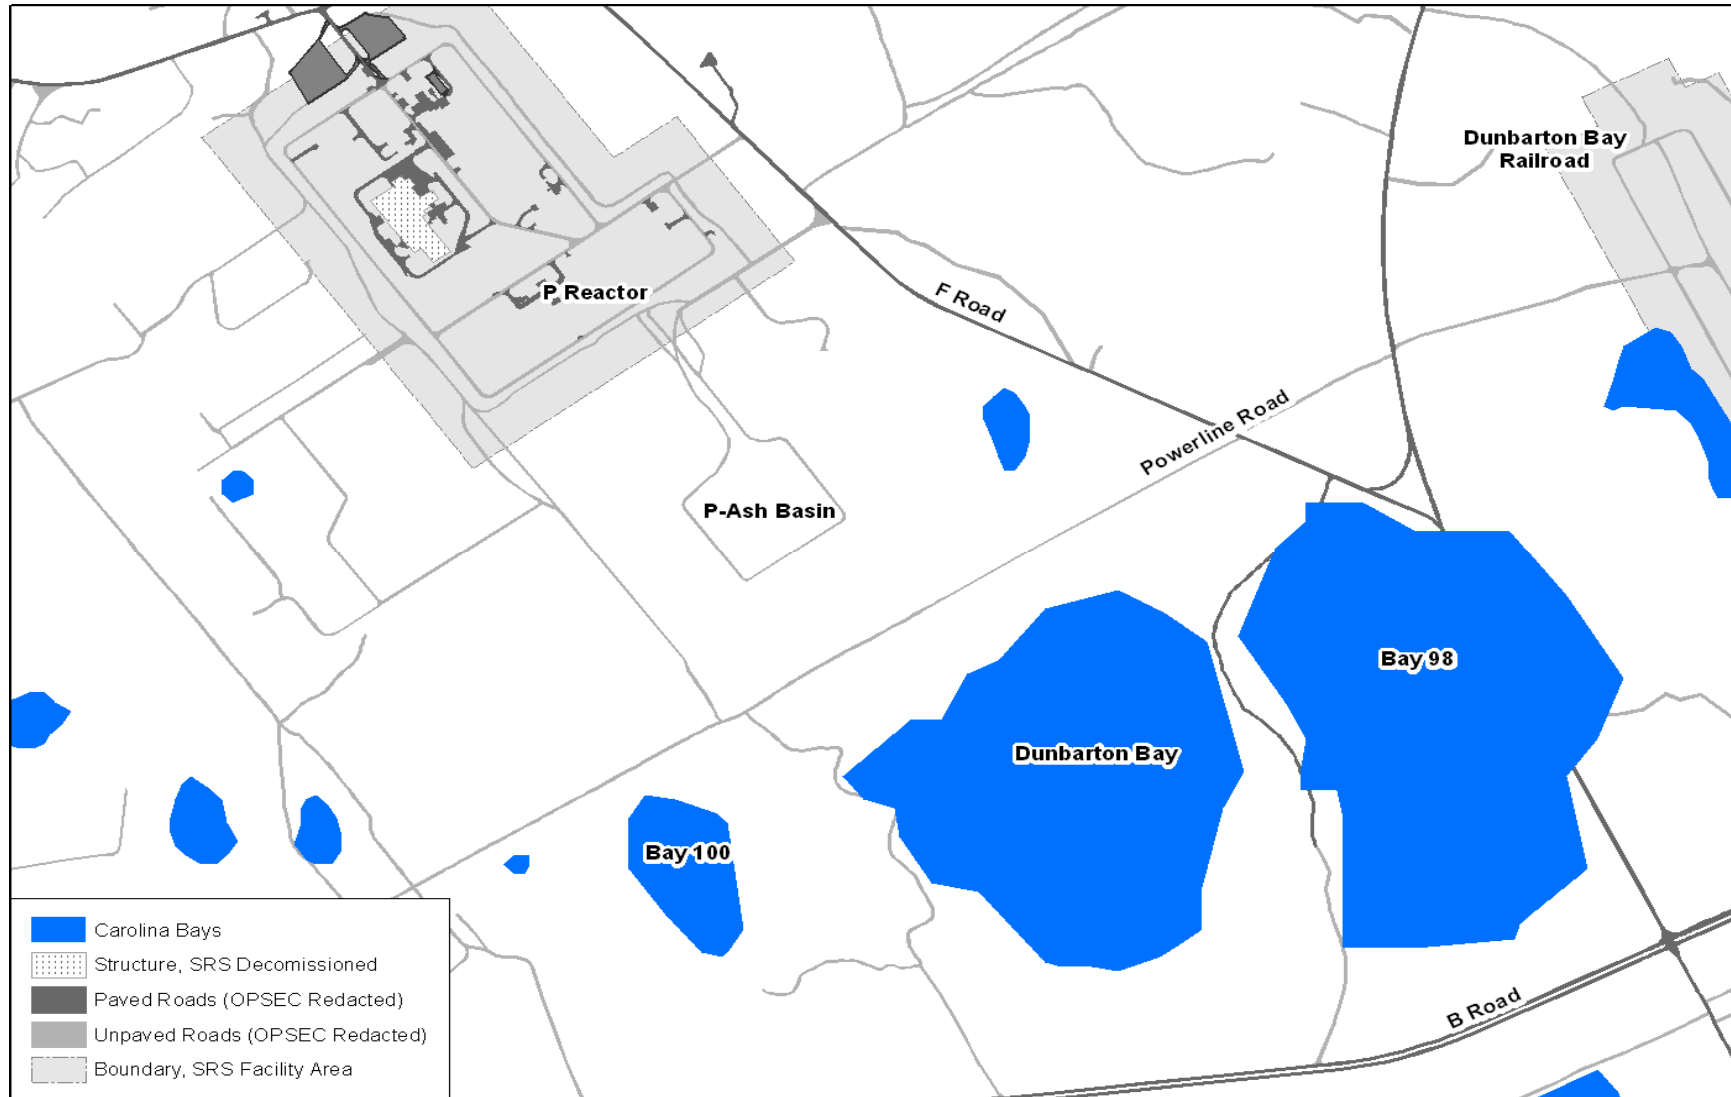 Dunbarton Bay
Railroad
P Reactor
F Road
Powerline Road
P-Ash Basin
Bay 98
Dunbarton Bay
Bay 100
B Road
Carolina Bays
Structure, SRS Decomissioned
Paved Roads (OPSEC Redacted)
Unpaved Roads (OPSEC Redacted)
Boundary, SRS Facility Area